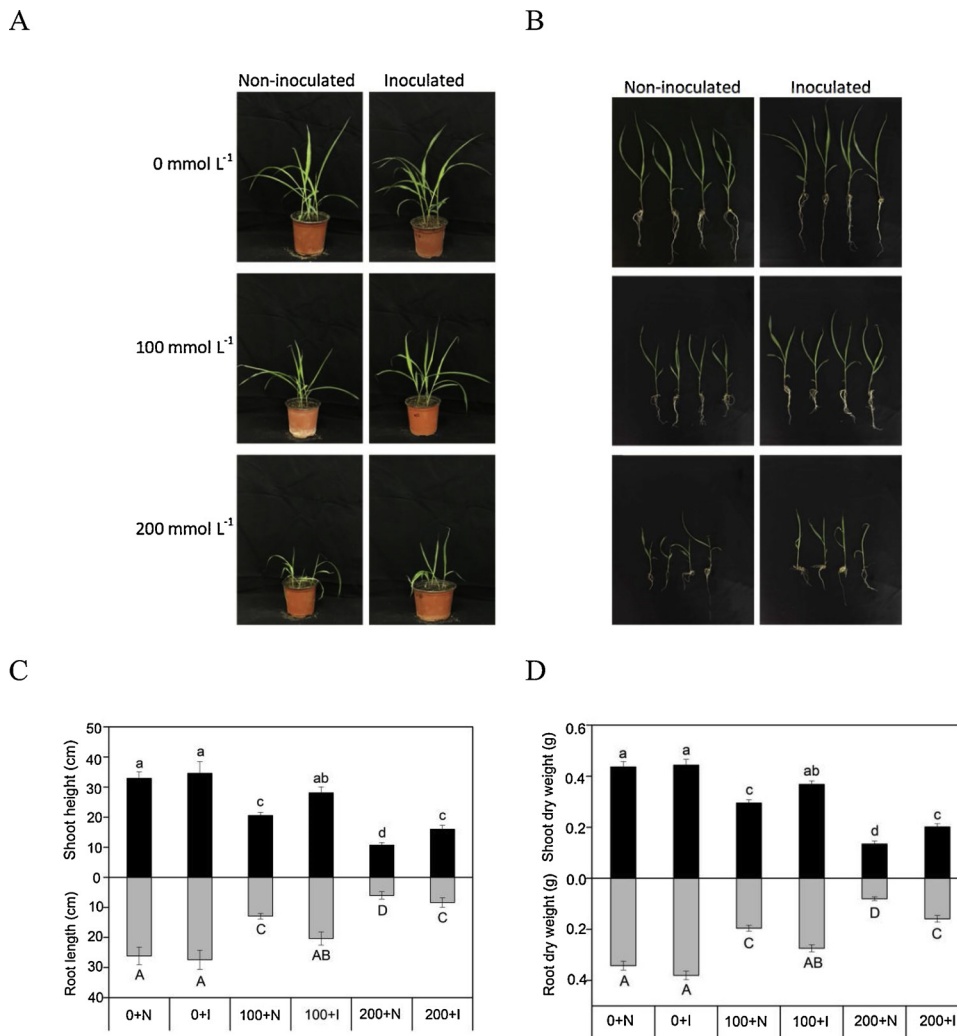 A
B
Non-inoculated Inoculated
Non-inoculated Inoculated
0 mmol L⁻¹
100 mmol L⁻¹
200 mmol L⁻¹
C
D
Shoot height (cm)
Root length (cm)
50
40
30
20
10
0
10
20
30
40
a a c ab d c
A A C AB D C
0+N 0+I 100+N 100+I 200+N 200+I
Shoot dry weight (g)
Root dry weight (g)
0.6
0.4
0.2
0.0
0.2
0.4
a a c ab d c
A A C AB D C
0+N 0+I 100+N 100+I 200+N 200+I